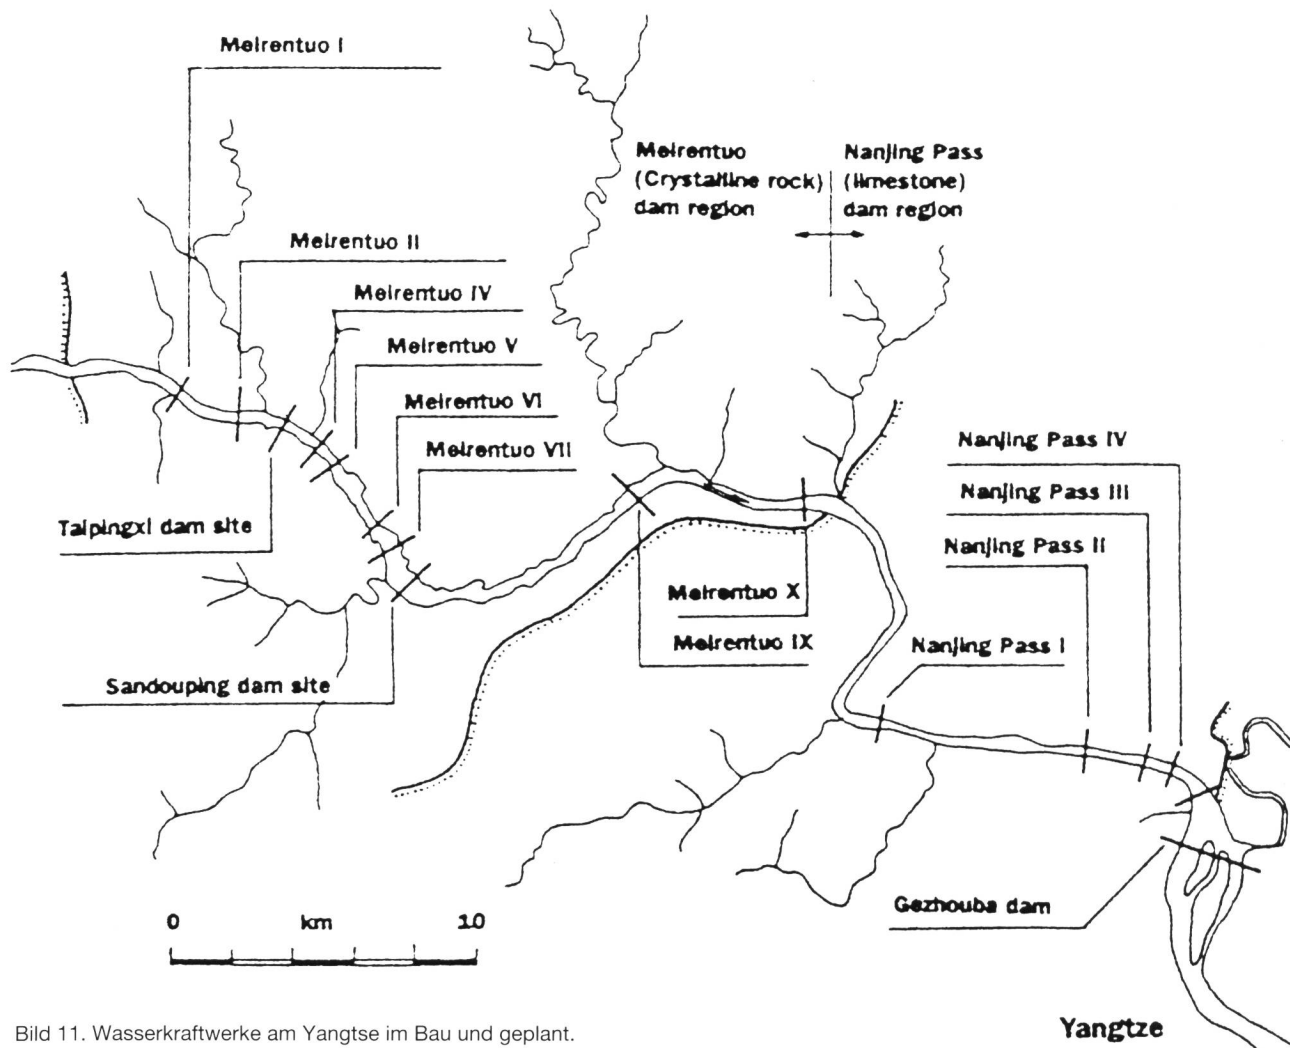 Meirentuo I
Meirentuo
(Crystalline rock)
dam region
Nanjing Pass
(limestone)
dam region
Meirentuo II
Meirentuo IV
Meirentuo V
Meirentuo VI
Meirentuo VII
Nanjing Pass IV
Nanjing Pass III
Nanjing Pass II
Taipingxi dam site
Meirentuo X
Meirentuo IX
Nanjing Pass I
Sandouping dam site
Gezhouba dam
0 km 10
Yangtze
Bild 11. Wasserkraftwerke am Yangtse im Bau und geplant.